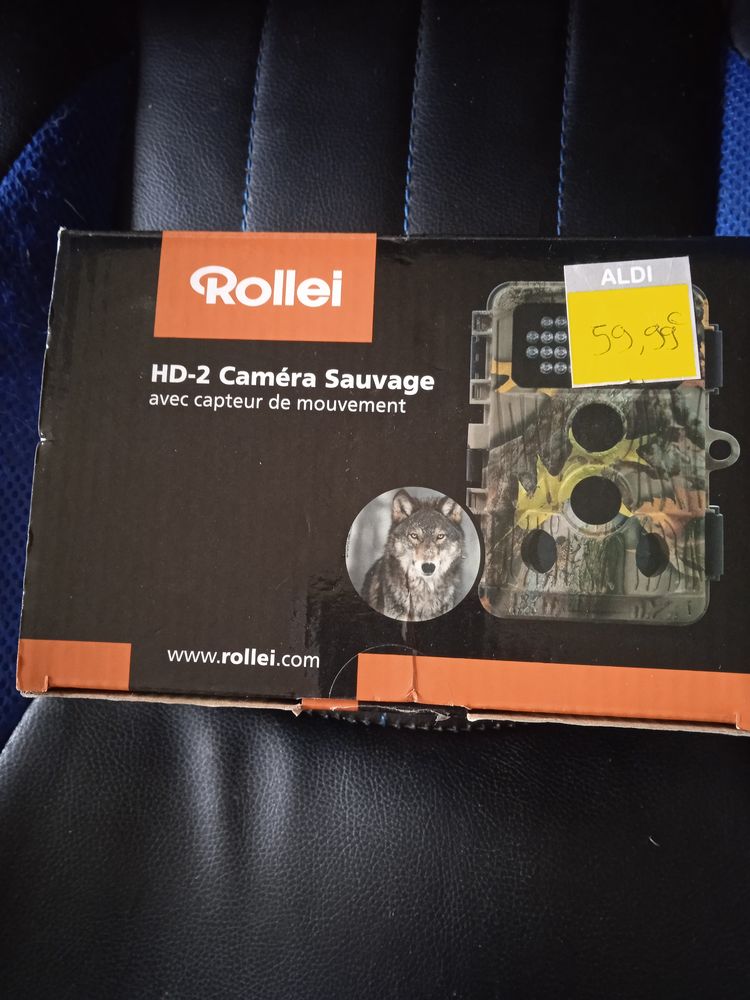 Rollei
ALDI
59,99€
HD-2 Caméra Sauvage
avec capteur de mouvement
www.rollei.com